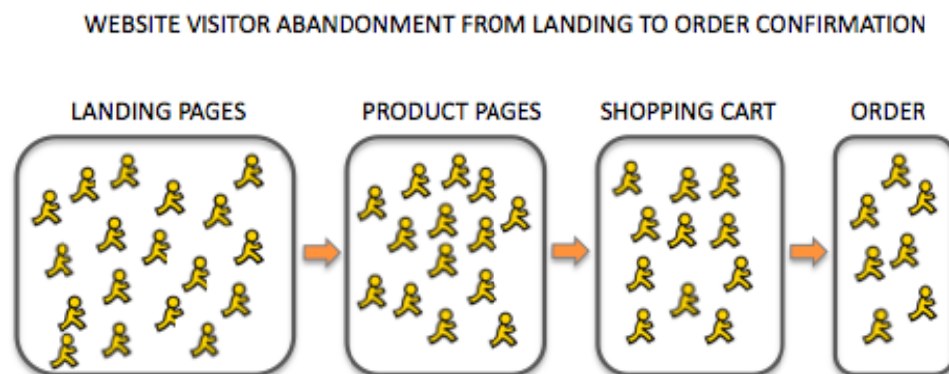 WEBSITE VISITOR ABANDONMENT FROM LANDING TO ORDER CONFIRMATION
LANDING PAGES
PRODUCT PAGES
SHOPPING CART
ORDER